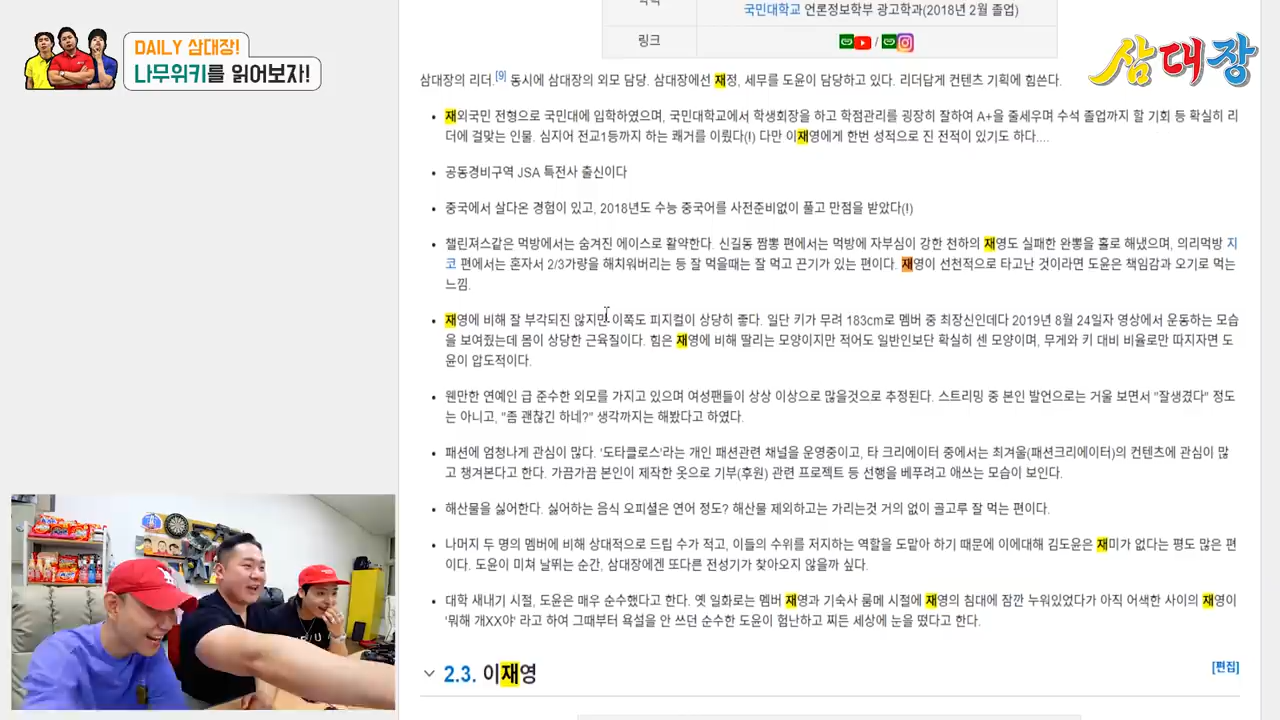 DAILY 삼대장!
나무위키를 읽어보자!
삼대장
국민대학교 언론정보학부 광고학과(2018년 2월 졸업)
링크
/
삼대장의 리더.[9] 동시에 삼대장의 외모 담당. 삼대장에선 재정, 세무를 도윤이 담당하고 있다. 리더답게 컨텐츠 기획에 힘쓴다.
• 재외국민 전형으로 국민대에 입학하였으며, 국민대학교에서 학생회장을 하고 학점관리를 굉장히 잘하여 A+을 줄세우며 수석 졸업까지 할 기회 등 확실히 리
더에 걸맞는 인물. 심지어 전교1등까지 하는 쾌거를 이뤘다(!) 다만 이재영에게 한번 성적으로 진 전적이 있기도 하다....
• 공동경비구역 JSA 특전사 출신이다
• 중국에서 살다온 경험이 있고, 2018년도 수능 중국어를 사전준비없이 풀고 만점을 받았다(!)
• 챌린져스같은 먹방에서는 숨겨진 에이스로 활약한다. 신길동 짬뽕 편에서는 먹방에 자부심이 강한 천하의 재영도 실패한 완뽕을 홀로 해냈으며, 의리먹방 지
코 편에서는 혼자서 2/3가량을 해치워버리는 등 잘 먹을때는 잘 먹고 끈기가 있는 편이다. 재영이 선천적으로 타고난 것이라면 도윤은 책임감과 오기로 먹는
느낌.
• 재영에 비해 잘 부각되진 않지만 이쪽도 피지컬이 상당히 좋다. 일단 키가 무려 183cm로 멤버 중 최장신인데다 2019년 8월 24일자 영상에서 운동하는 모습
을 보여줬는데 몸이 상당한 근육질이다. 힘은 재영에 비해 딸리는 모양이지만 적어도 일반인보단 확실히 센 모양이며, 무게와 키 대비 비율로만 따지자면 도
윤이 압도적이다.
• 웬만한 연예인 급 준수한 외모를 가지고 있으며 여성팬들이 상상 이상으로 많을것으로 추정된다. 스트리밍 중 본인 발언으로는 거울 보면서 "잘생겼다" 정도
는 아니고, "좀 괜찮긴 하네?" 생각까지는 해봤다고 하였다.
• 패션에 엄청나게 관심이 많다. '도타클로스'라는 개인 패션관련 채널을 운영중이고, 타 크리에이터 중에서는 최겨울(패션크리에이터)의 컨텐츠에 관심이 많
고 챙겨본다고 한다. 가끔가끔 본인이 제작한 옷으로 기부(후원) 관련 프로젝트 등 선행을 베푸려고 애쓰는 모습이 보인다.
• 해산물을 싫어한다. 싫어하는 음식 오피셜은 연어 정도? 해산물 제외하고는 가리는것 거의 없이 골고루 잘 먹는 편이다.
• 나머지 두 명의 멤버에 비해 상대적으로 드립 수가 적고, 이들의 수위를 저지하는 역할을 도맡아 하기 때문에 이에대해 김도윤은 재미가 없다는 평도 많은 편
이다. 도윤이 미쳐 날뛰는 순간, 삼대장에겐 또다른 전성기가 찾아오지 않을까 싶다.
• 대학 새내기 시절, 도윤은 매우 순수했다고 한다. 옛 일화로는 멤버 재영과 기숙사 룸메 시절에 재영의 침대에 잠깐 누워있었다가 아직 어색한 사이의 재영이
'뭐해 개XX야' 라고 하여 그때부터 욕설을 안 쓰던 순수한 도윤이 험난하고 찌든 세상에 눈을 떴다고 한다.
2.3. 이재영
[편집]